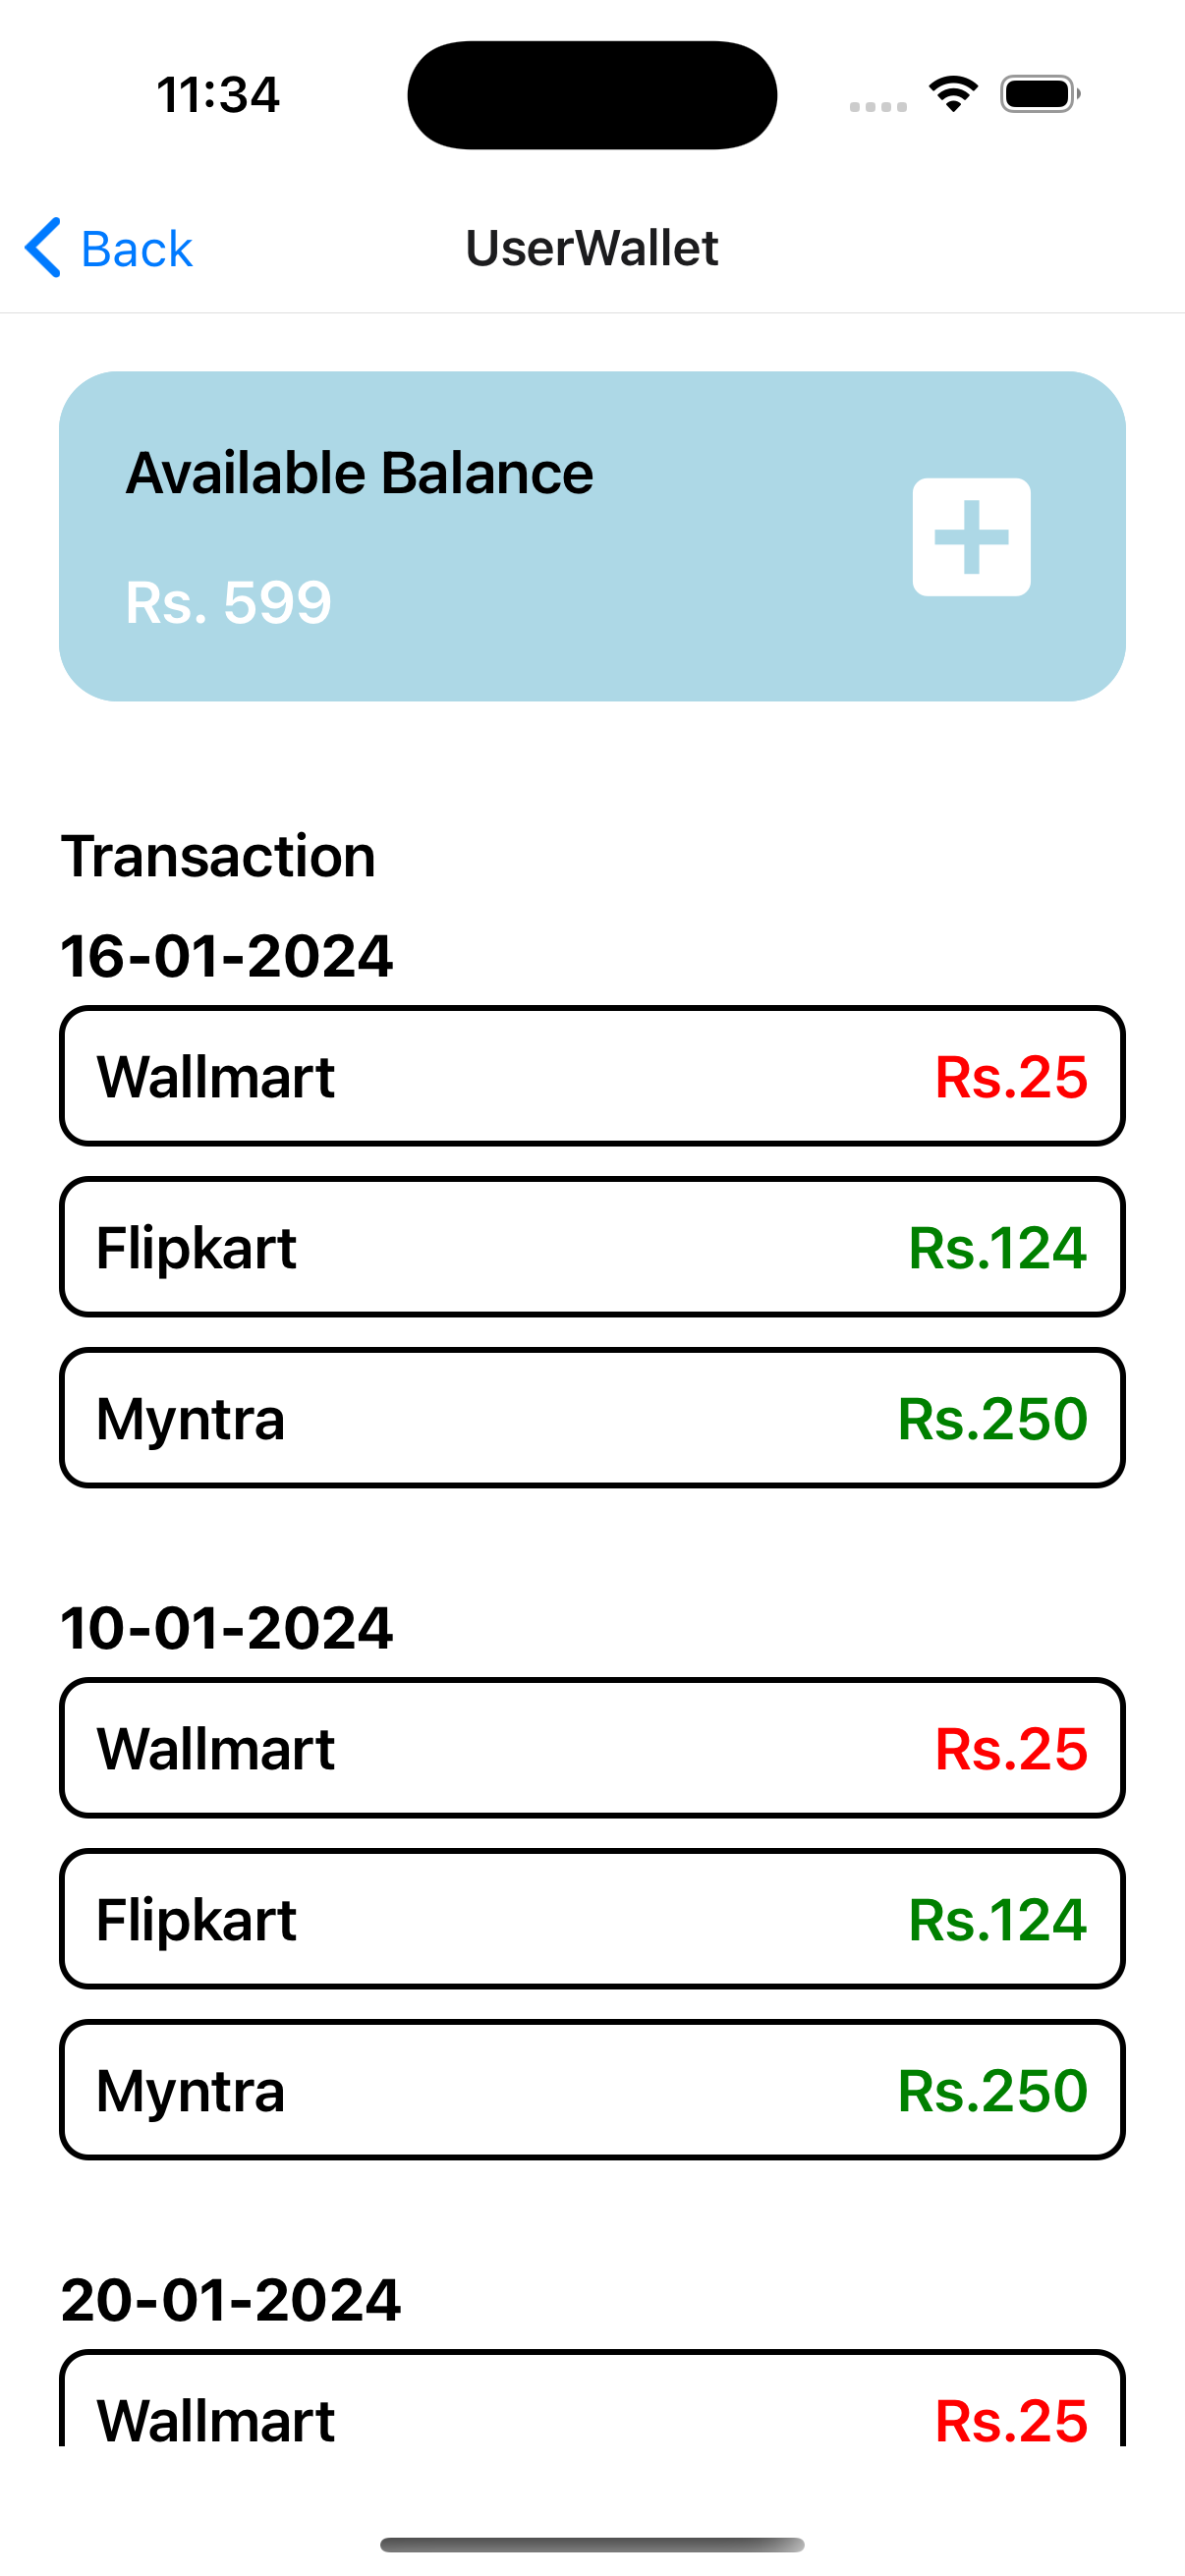 11:34
Back
UserWallet
Available Balance
Rs. 599
Transaction
16-01-2024
Wallmart Rs.25
Flipkart Rs.124
Myntra Rs.250
10-01-2024
Wallmart Rs.25
Flipkart Rs.124
Myntra Rs.250
20-01-2024
Wallmart Rs.25